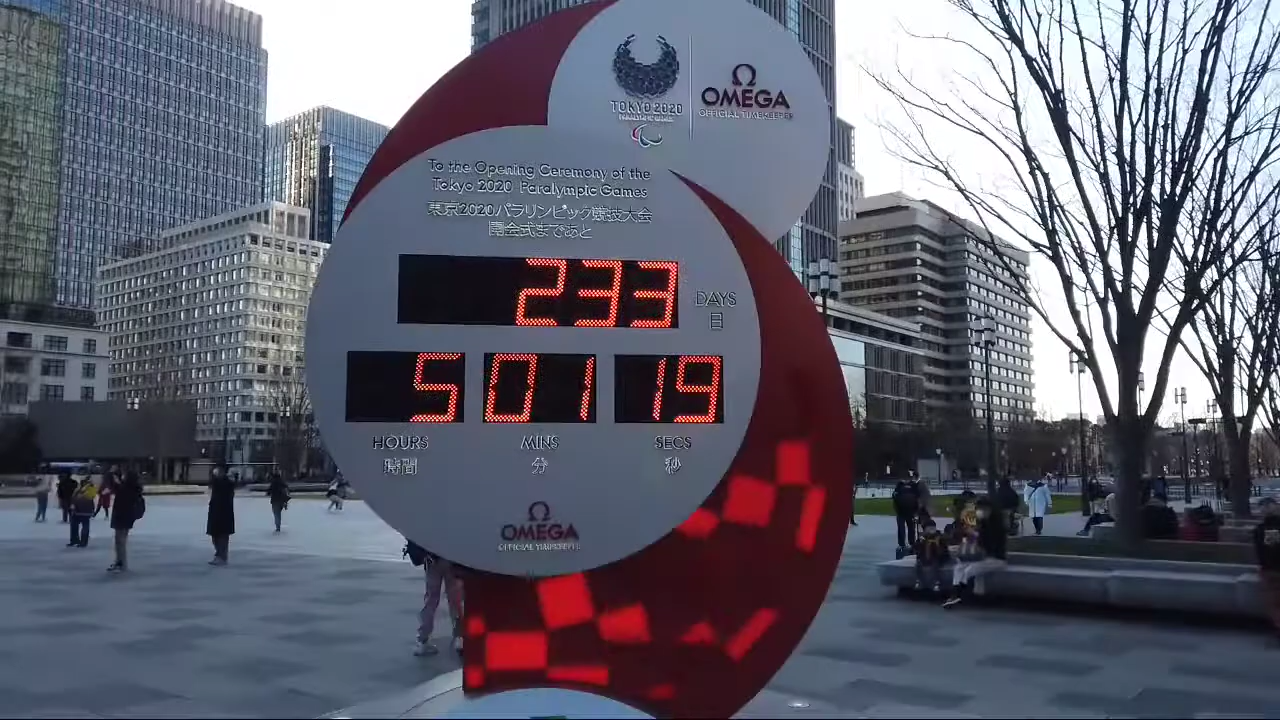 TOKYO 2020
PARALYMPIC GAMES
Ω
OMEGA
OFFICIAL TIMEKEEPER
To the Opening Ceremony of the
Tokyo 2020 Paralympic Games
東京2020パラリンピック競技大会
開会式まであと
233
DAYS
日
5 01 19
HOURS MINS SECS
時間 分 秒
Ω
OMEGA
OFFICIAL TIMEKEEPER